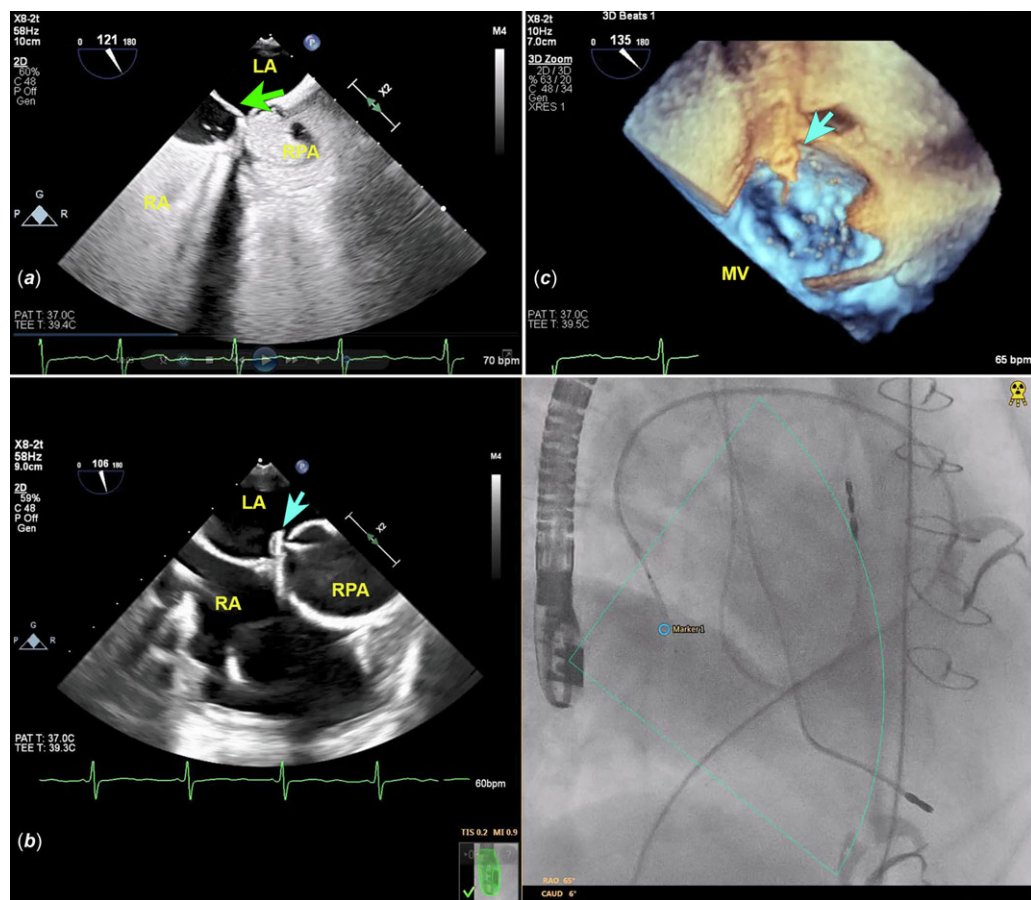 X8-2t
58Hz
10cm
2D
60%
C 48
P Off
Gen
0 121 180
P
M4
LA
X2
RPA
RA
G
P R
(a)
PAT T: 37.0C
TEE T: 39.4C
70 bpm
3D Beats 1
X8-2t
10Hz
7.0cm
0 135 180
3D Zoom
2D / 3D
% 63 / 20
C 48 / 34
Gen
XRES 1
(c)
MV
PAT T: 37.0C
TEE T: 39.5C
65 bpm
X8-2t
58Hz
9.0cm
2D
59%
C 48
P Off
Gen
0 106 180
P
M4
LA
X2
RPA
RA
G
P R
PAT T: 37.0C
TEE T: 39.3C
60bpm
(b)
TIS 0.2 MI 0.9
Marker 1
RAO 65°
CAUD 6°